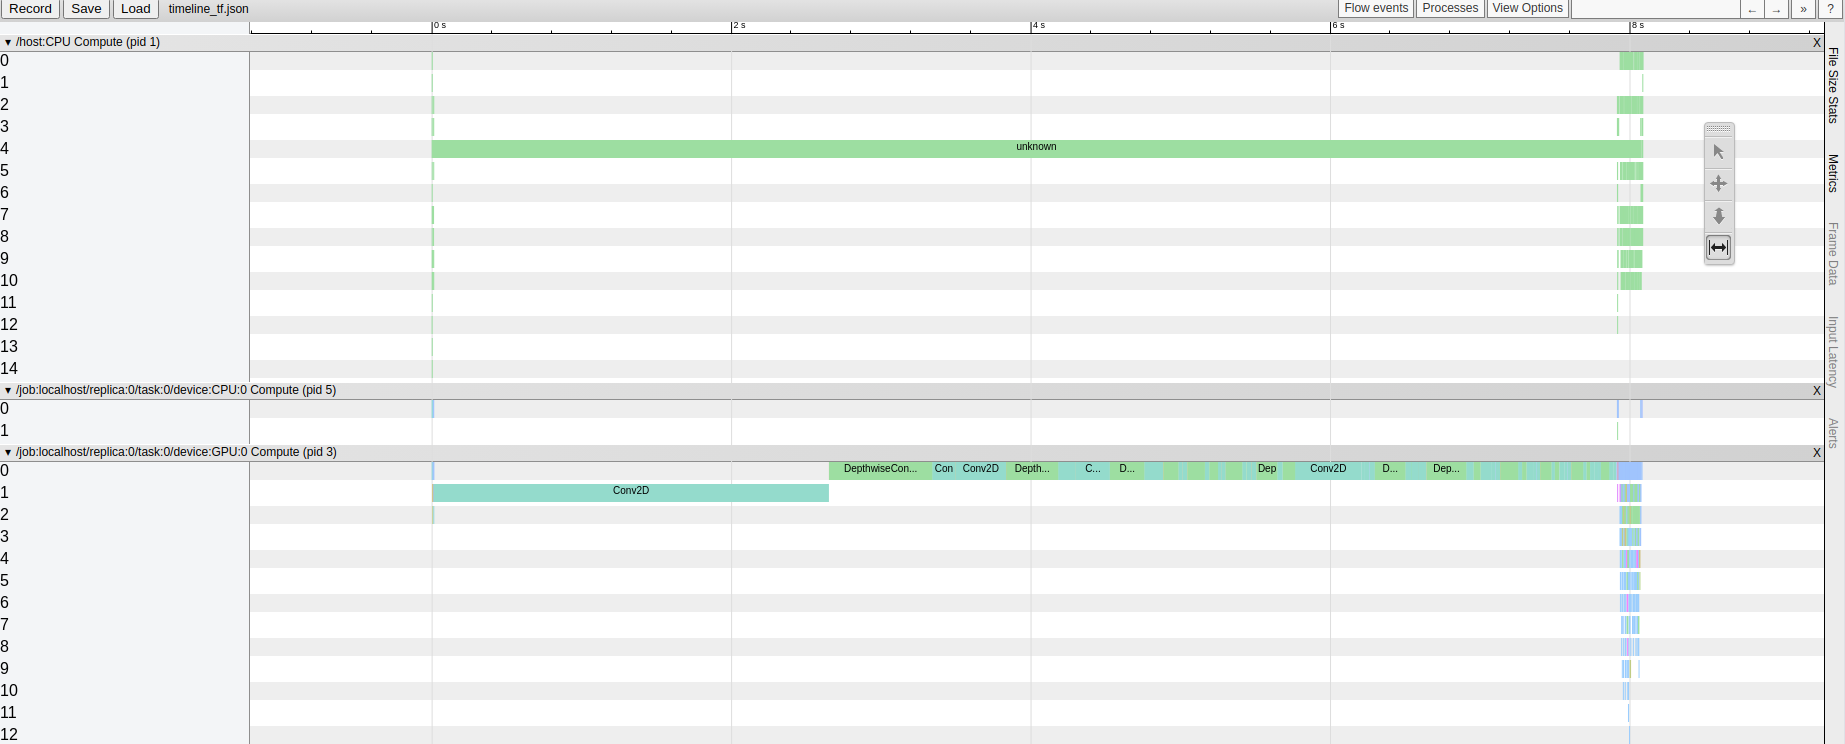 Record Save Load timeline_tf.json Flow events Processes View Options ← → » ?
0 s 2 s 4 s 6 s 8 s
▾ /host:CPU Compute (pid 1) X
0
1
2
3
4 unknown
5
6
7
8
9
10
11
12
13
14
▾ /job:localhost/replica:0/task:0/device:CPU:0 Compute (pid 5) X
0
1
▾ /job:localhost/replica:0/task:0/device:GPU:0 Compute (pid 3) X
0 DepthwiseCon... Con Conv2D Depth... C... D... Dep Conv2D D... Dep...
1 Conv2D
2
3
4
5
6
7
8
9
10
11
12
File Size Stats
Metrics
Frame Data
Input Latency
Alerts